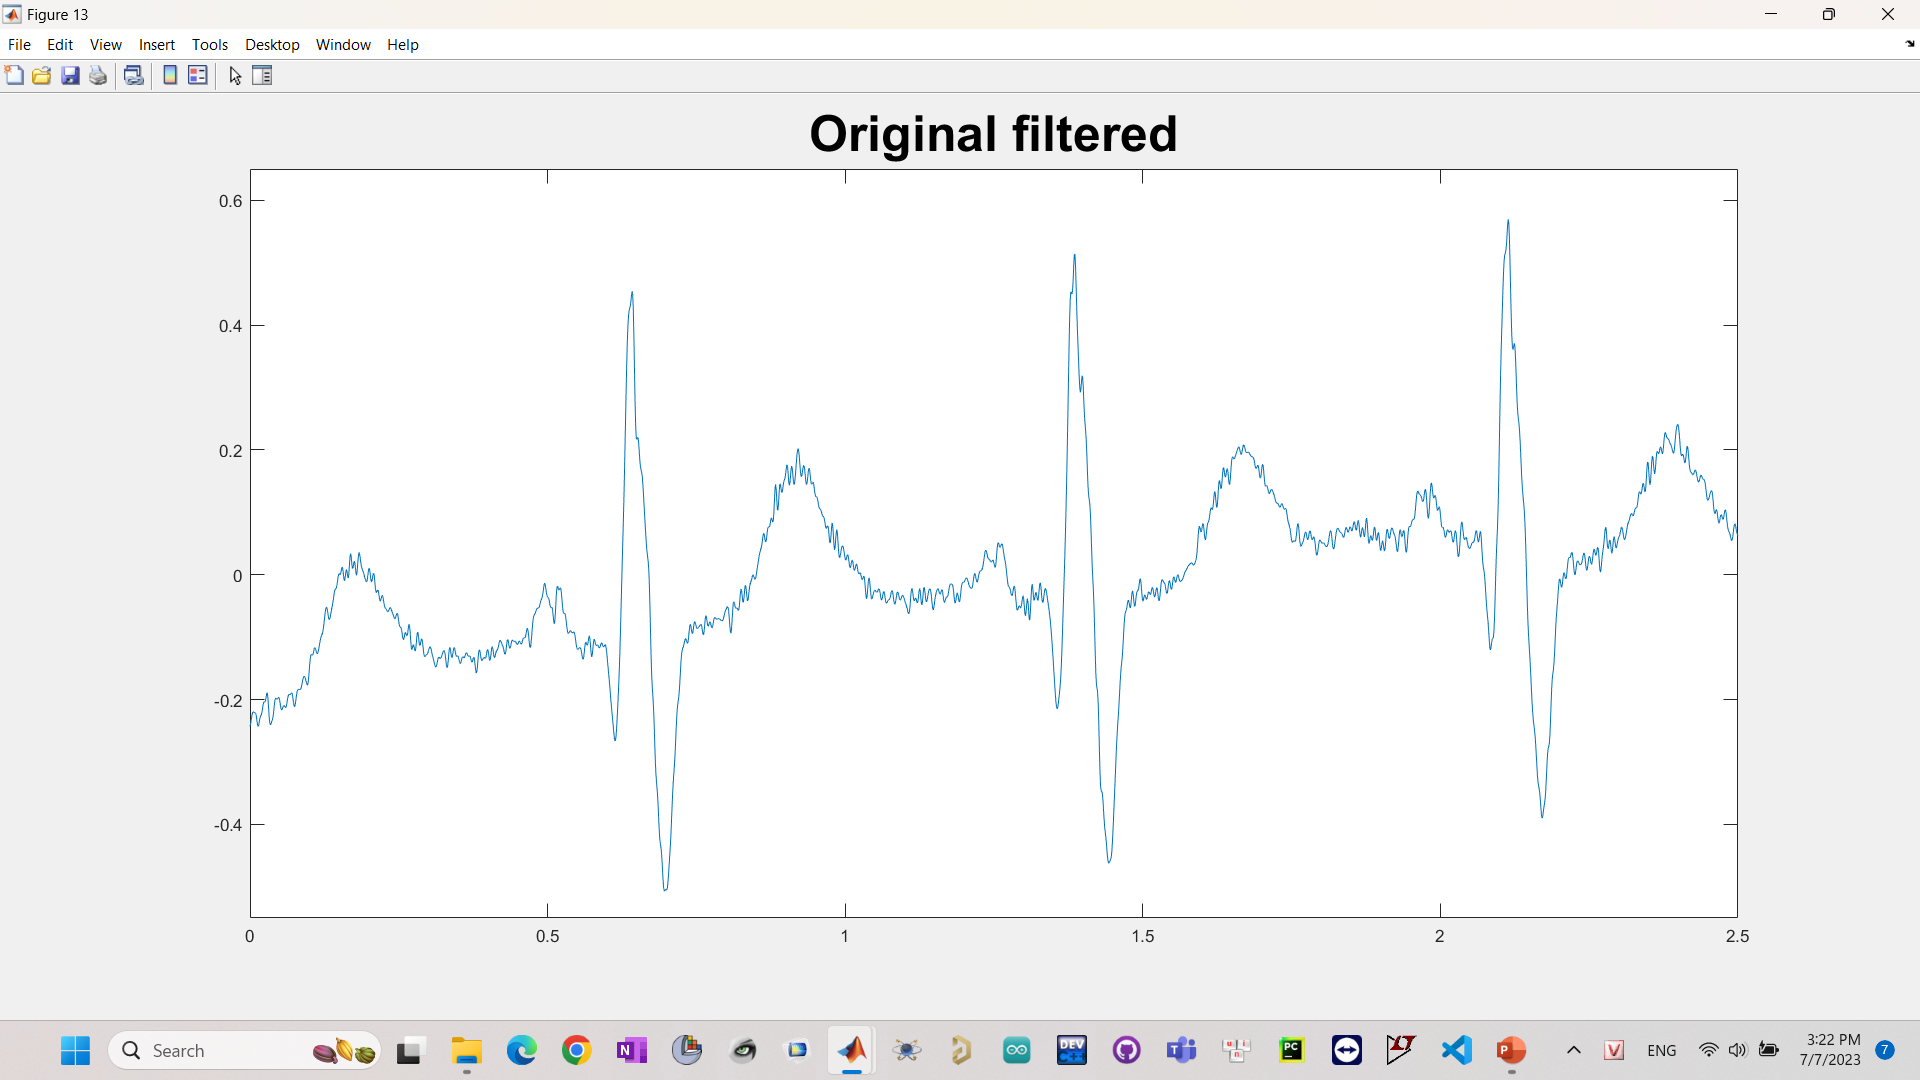 Figure 13
File Edit View Insert Tools Desktop Window Help
Original filtered
0.6
0.4
0.2
0
-0.2
-0.4
0 0.5 1 1.5 2 2.5
Search
N
DEV
C++
PC
P
V
ENG
3:22 PM
7/7/2023
7